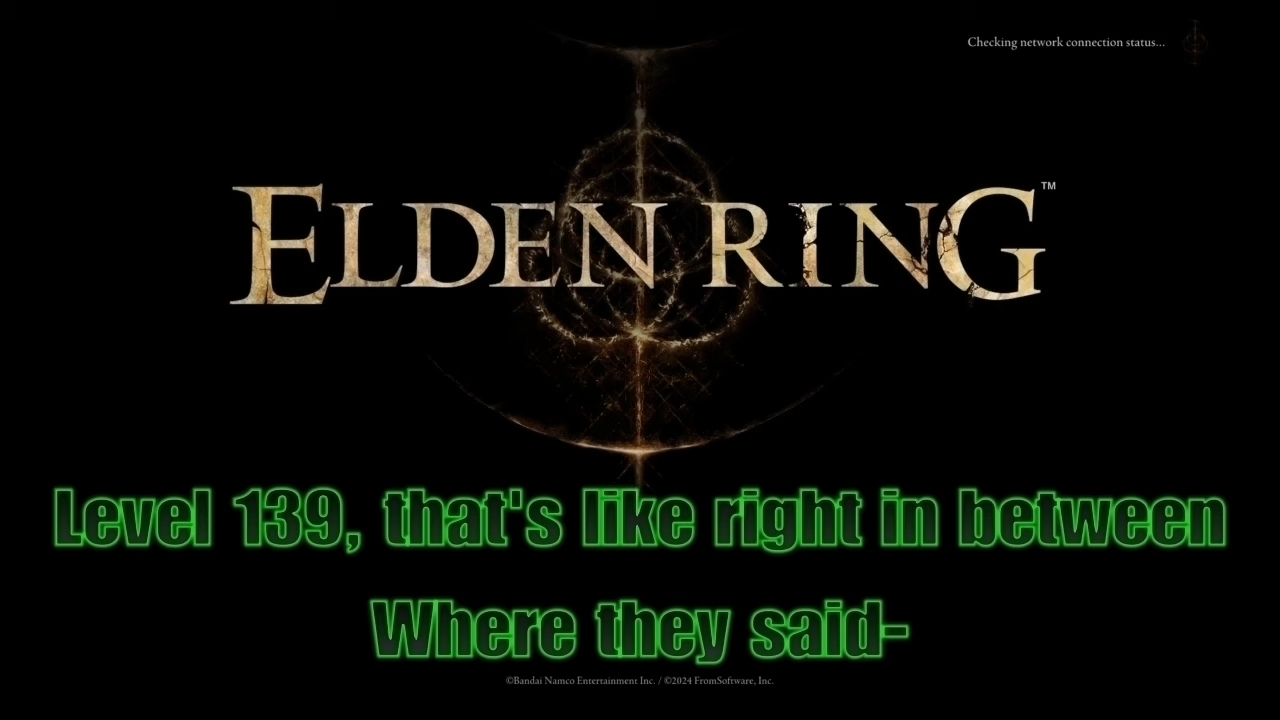 Checking network connection status...
ELDEN RING™
Level 139, that's like right in between
Where they said-
©Bandai Namco Entertainment Inc. / ©2024 FromSoftware, Inc.